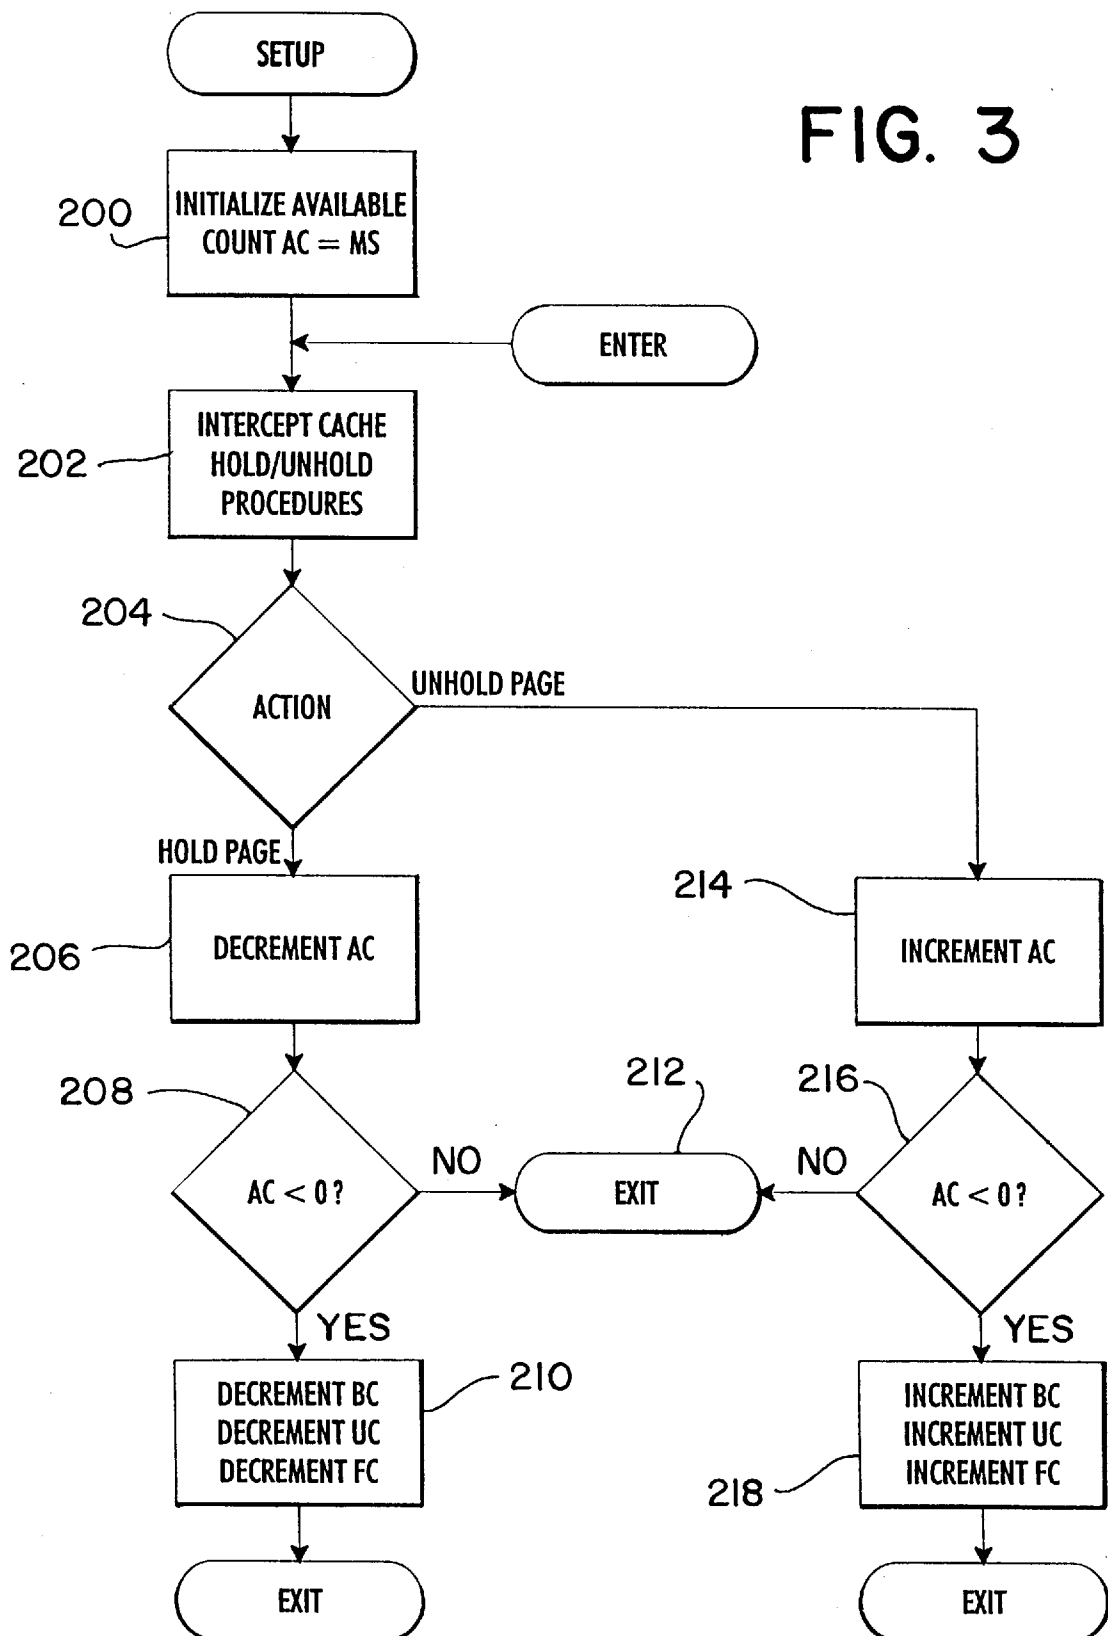 SETUP
FIG. 3
200
INITIALIZE AVAILABLE
COUNT AC = MS
ENTER
202
INTERCEPT CACHE
HOLD/UNHOLD
PROCEDURES
204
ACTION
UNHOLD PAGE
HOLD PAGE
206
DECREMENT AC
214
INCREMENT AC
208
AC < 0?
NO
212
EXIT
NO
216
AC < 0?
YES
YES
210
DECREMENT BC
DECREMENT UC
DECREMENT FC
218
INCREMENT BC
INCREMENT UC
INCREMENT FC
EXIT
EXIT